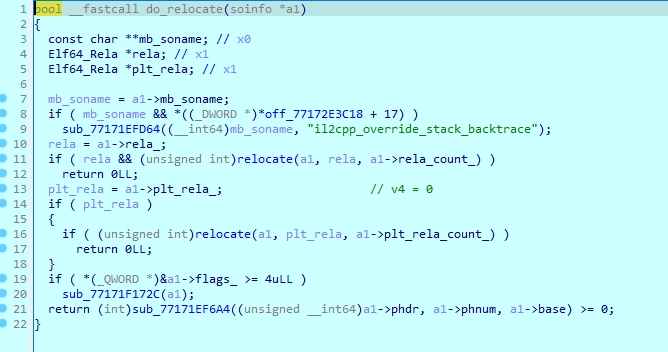 1 bool __fastcall do_relocate(soinfo *a1)
2 {
3 const char **mb_soname; // x0
4 Elf64_Rela *rela; // x1
5 Elf64_Rela *plt_rela; // x1
6
7 mb_soname = a1->mb_soname;
8 if ( mb_soname && *((_DWORD *)*off_77172E3C18 + 17) )
9 sub_77171EFD64((__int64)mb_soname, "il2cpp_override_stack_backtrace");
10 rela = a1->rela_;
11 if ( rela && (unsigned int)relocate(a1, rela, a1->rela_count_) )
12 return 0LL;
13 plt_rela = a1->plt_rela_; // v4 = 0
14 if ( plt_rela )
15 {
16 if ( (unsigned int)relocate(a1, plt_rela, a1->plt_rela_count_) )
17 return 0LL;
18 }
19 if ( *(_QWORD *)&a1->flags_ >= 4uLL )
20 sub_77171F172C(a1);
21 return (int)sub_77171EF6A4((unsigned __int64)a1->phdr, a1->phnum, a1->base) >= 0;
22 }